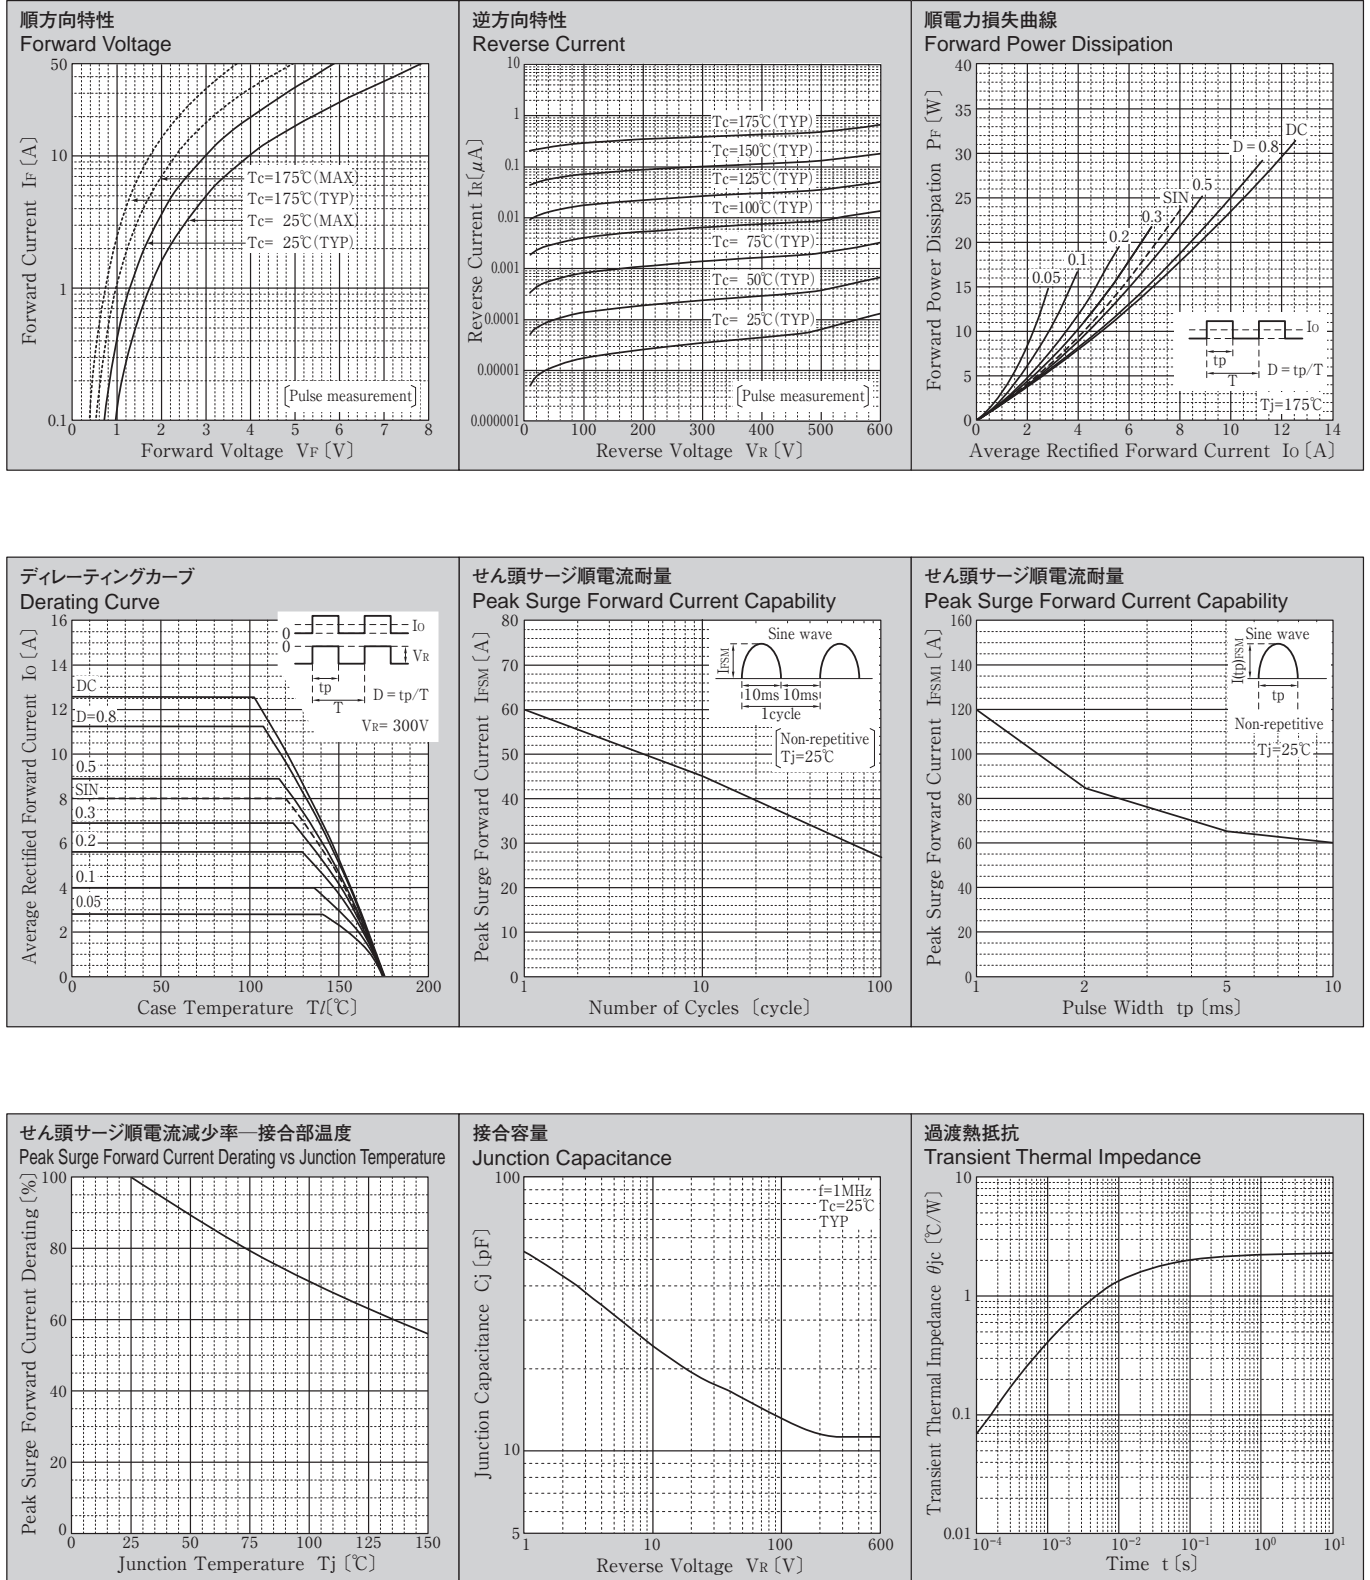 順方向特性
Forward Voltage
Forward Current IF〔A〕
50
10
1
0.1
Tc=175℃(MAX)
Tc=175℃(TYP)
Tc= 25℃(MAX)
Tc= 25℃(TYP)
〔Pulse measurement〕
0 1 2 3 4 5 6 7 8
Forward Voltage VF〔V〕
逆方向特性
Reverse Current
Reverse Current IR〔μA〕
10
1
0.1
0.01
0.001
0.0001
0.00001
0.000001
Tc=175℃(TYP)
Tc=150℃(TYP)
Tc=125℃(TYP)
Tc=100℃(TYP)
Tc= 75℃(TYP)
Tc= 50℃(TYP)
Tc= 25℃(TYP)
〔Pulse measurement〕
0 100 200 300 400 500 600
Reverse Voltage VR〔V〕
順電力損失曲線
Forward Power Dissipation
Forward Power Dissipation PF〔W〕
40
35
30
25
20
15
10
5
0
DC
D=0.8
0.5
SIN
0.3
0.2
0.1
0.05
Io
tp
T
D=tp/T
Tj=175℃
0 2 4 6 8 10 12 14
Average Rectified Forward Current Io〔A〕
ディレーティングカーブ
Derating Curve
Average Rectified Forward Current Io〔A〕
16
14
12
10
8
6
4
2
0
0
Io
0
VR
tp
T
D=tp/T
VR= 300V
DC
D=0.8
0.5
SIN
0.3
0.2
0.1
0.05
0 50 100 150 200
Case Temperature Tl〔℃〕
せん頭サージ順電流耐量
Peak Surge Forward Current Capability
Peak Surge Forward Current IFSM〔A〕
80
70
60
50
40
30
20
10
0
Sine wave
IFSM
10ms 10ms
1cycle
〔Non-repetitive
Tj=25℃〕
1 10 100
Number of Cycles〔cycle〕
せん頭サージ順電流耐量
Peak Surge Forward Current Capability
Peak Surge Forward Current IFSM1〔A〕
160
140
120
100
80
60
40
20
0
Sine wave
I(tp)FSM
tp
Non-repetitive
Tj=25℃
1 2 5 10
Pulse Width tp〔ms〕
せん頭サージ順電流減少率―接合部温度
Peak Surge Forward Current Derating vs Junction Temperature
Peak Surge Forward Current Derating〔%〕
100
80
60
40
20
0
0 25 50 75 100 125 150
Junction Temperature Tj〔℃〕
接合容量
Junction Capacitance
Junction Capacitance Cj〔pF〕
100
10
5
f=1MHz
Tc=25℃
TYP
1 10 100 600
Reverse Voltage VR〔V〕
過渡熱抵抗
Transient Thermal Impedance
Transient Thermal Impedance θjc〔℃/W〕
10
1
0.1
0.01
10⁻⁴ 10⁻³ 10⁻² 10⁻¹ 10⁰ 10¹
Time t〔s〕